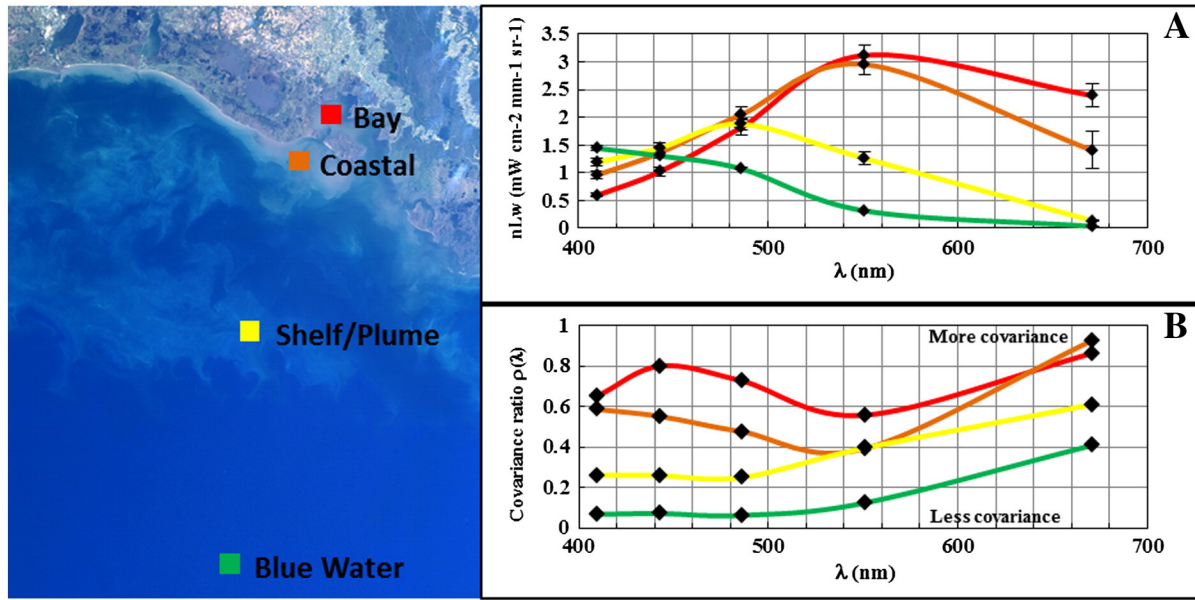 Bay
Coastal
Shelf/Plume
Blue Water
A
nLw (mW cm-2 mm-1 sr-1)
3.5
3
2.5
2
1.5
1
0.5
0
400
500
600
700
λ (nm)
B
Covariance ratio ρ(λ)
1
0.8
0.6
0.4
0.2
0
More covariance
Less covariance
400
500
600
700
λ (nm)